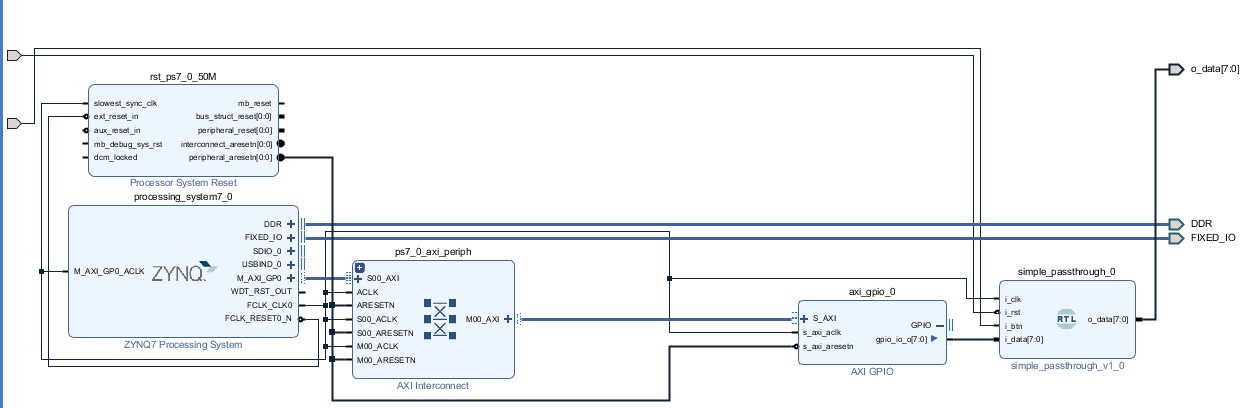 o_data[7:0]
rst_ps7_0_50M
slowest_sync_clk
ext_reset_in
aux_reset_in
mb_debug_sys_rst
dcm_locked
mb_reset
bus_struct_reset[0:0]
peripheral_reset[0:0]
interconnect_aresetn[0:0]
peripheral_aresetn[0:0]
Processor System Reset
processing_system7_0
M_AXI_GP0_ACLK
ZYNQ
DDR
FIXED_IO
SDIO_0
USBIND_0
M_AXI_GP0
WDT_RST_OUT
FCLK_CLK0
FCLK_RESET0_N
ZYNQ7 Processing System
ps7_0_axi_periph
S00_AXI
ACLK
ARESETN
S00_ACLK
S00_ARESETN
M00_ACLK
M00_ARESETN
M00_AXI
AXI Interconnect
axi_gpio_0
S_AXI
s_axi_aclk
s_axi_aresetn
GPIO
gpio_io_o[7:0]
AXI GPIO
DDR
FIXED_IO
simple_passthrough_0
i_clk
i_rst
i_btn
i_data[7:0]
RTL
o_data[7:0]
simple_passthrough_v1_0